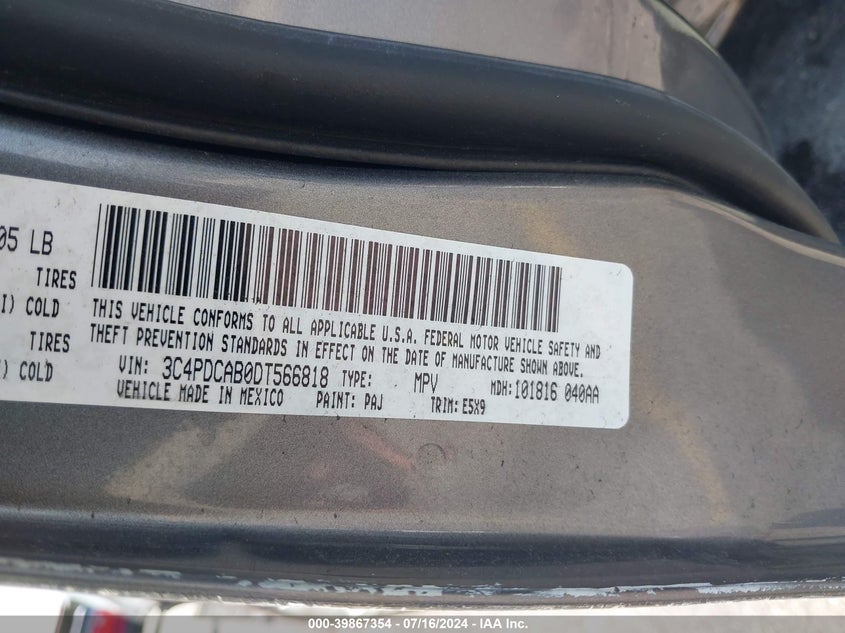 05 LB
TIRES
I) COLD
TIRES
) COLD
THIS VEHICLE CONFORMS TO ALL APPLICABLE U.S.A. FEDERAL MOTOR VEHICLE SAFETY AND
THEFT PREVENTION STANDARDS IN EFFECT ON THE DATE OF MANUFACTURE SHOWN ABOVE.
VIN: 3C4PDCAB0DT566818 TYPE: MPV MDH:101816 040AA
VEHICLE MADE IN MEXICO PAINT: PAJ TRIM: E5X9
000-39867354 - 07/16/2024 - IAA Inc.